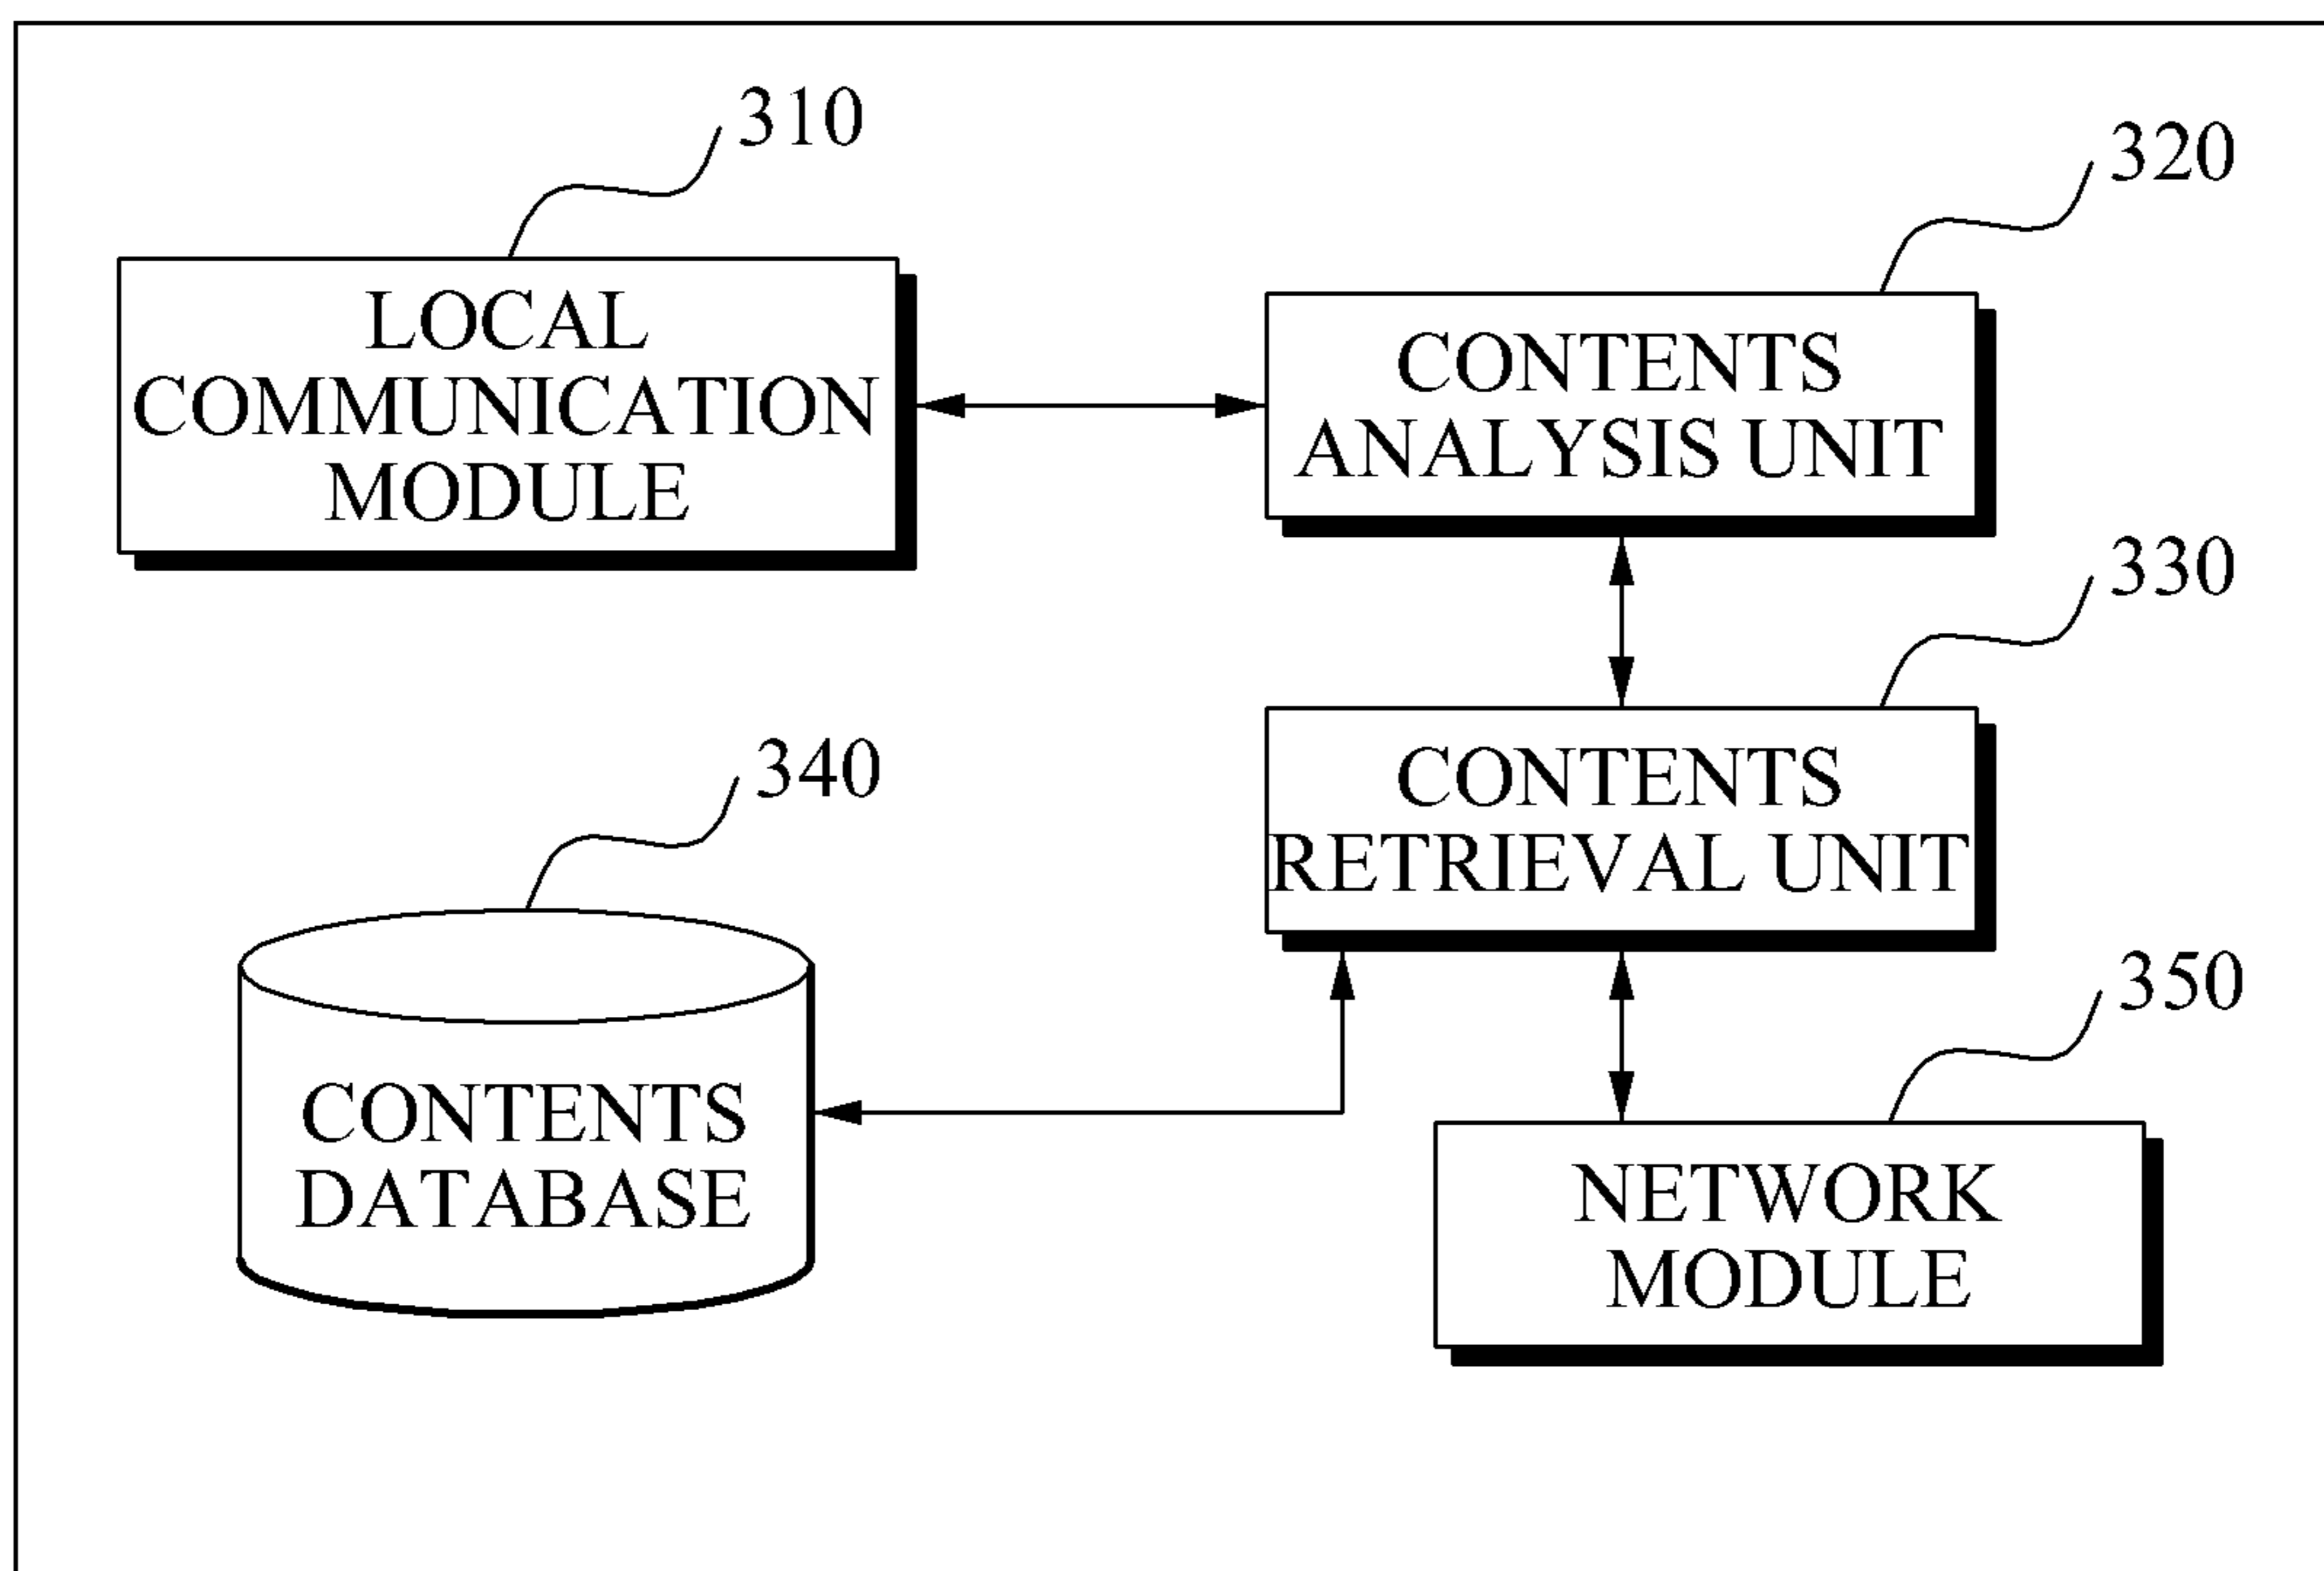 310
LOCAL
COMMUNICATION
MODULE
320
CONTENTS
ANALYSIS UNIT
330
CONTENTS
RETRIEVAL UNIT
340
CONTENTS
DATABASE
350
NETWORK
MODULE